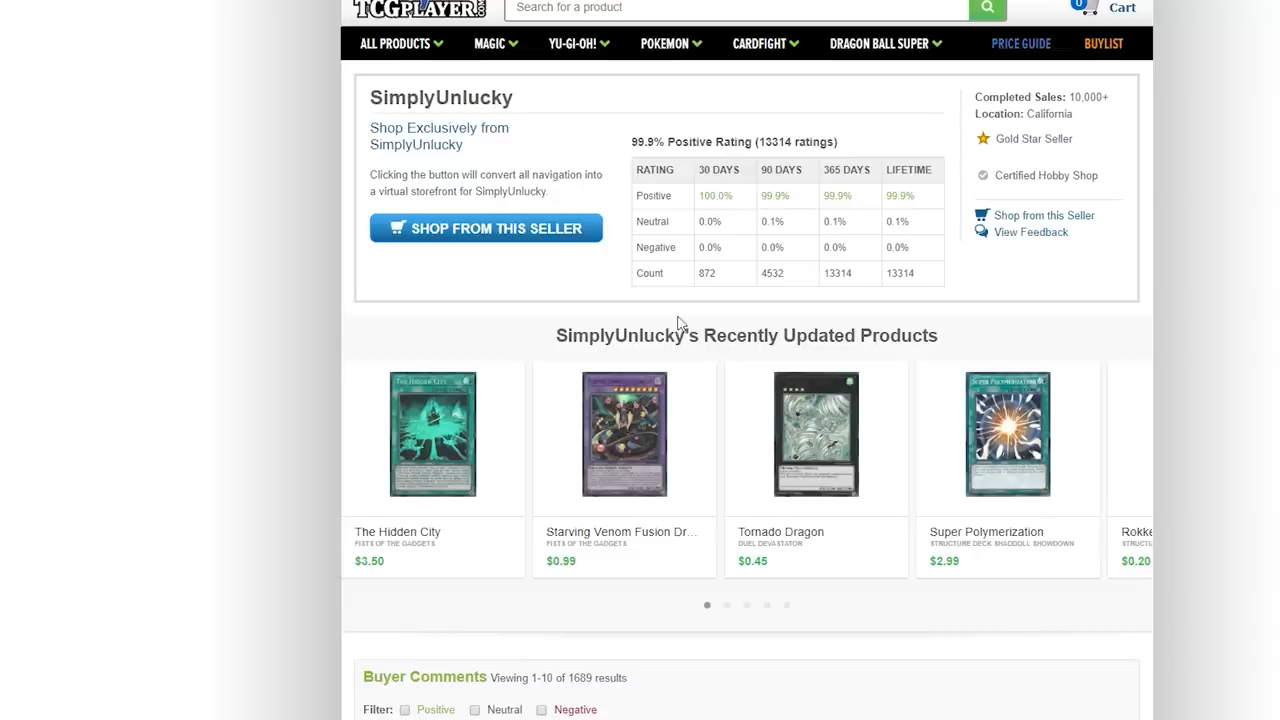 TCGPLAYER
Search for a product
0
Cart
ALL PRODUCTS
MAGIC
YU-GI-OH!
POKEMON
CARDFIGHT
DRAGON BALL SUPER
PRICE GUIDE
BUYLIST
SimplyUnlucky
Shop Exclusively from
SimplyUnlucky
Clicking the button will convert all navigation into
a virtual storefront for SimplyUnlucky.
SHOP FROM THIS SELLER
99.9% Positive Rating (13314 ratings)
RATING 30 DAYS 90 DAYS 365 DAYS LIFETIME
Positive 100.0% 99.9% 99.9% 99.9%
Neutral 0.0% 0.1% 0.1% 0.1%
Negative 0.0% 0.0% 0.0% 0.0%
Count 872 4532 13314 13314
Completed Sales: 10,000+
Location: California
Gold Star Seller
Certified Hobby Shop
Shop from this Seller
View Feedback
SimplyUnlucky's Recently Updated Products
THE HIDDEN CITY
SUPER POLYMERIZATION
The Hidden City
FISTS OF THE GADGETS
$3.50
Starving Venom Fusion Dr...
FISTS OF THE GADGETS
$0.99
Tornado Dragon
DUEL DEVASTATOR
$0.45
Super Polymerization
STRUCTURE DECK SHADDOLL SHOWDOWN
$2.99
Rokke
STRUCTU
$0.20
Buyer Comments Viewing 1-10 of 1689 results
Filter: Positive Neutral Negative